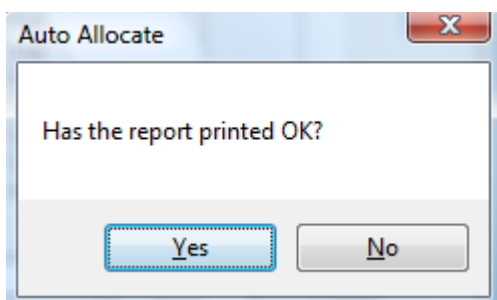 Auto Allocate
Has the report printed OK?
Yes
No